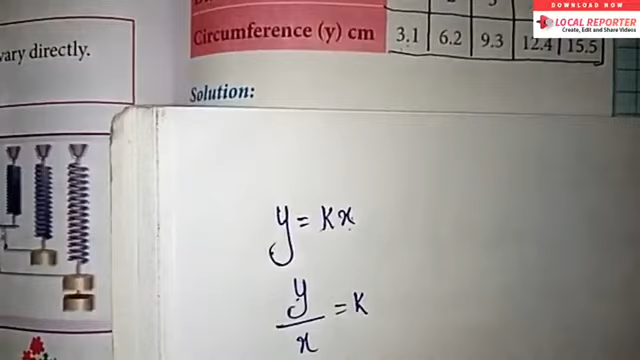 DOWNLOAD NOW
LOCAL REPORTER
Create, Edit and Share Videos
Circumference (y) cm 3.1 6.2 9.3 12.4 15.5
vary directly.
Solution:
y = kx
y/x = k